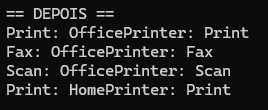 == DEPOIS ==
Print: OfficePrinter: Print
Fax: OfficePrinter: Fax
Scan: OfficePrinter: Scan
Print: HomePrinter: Print